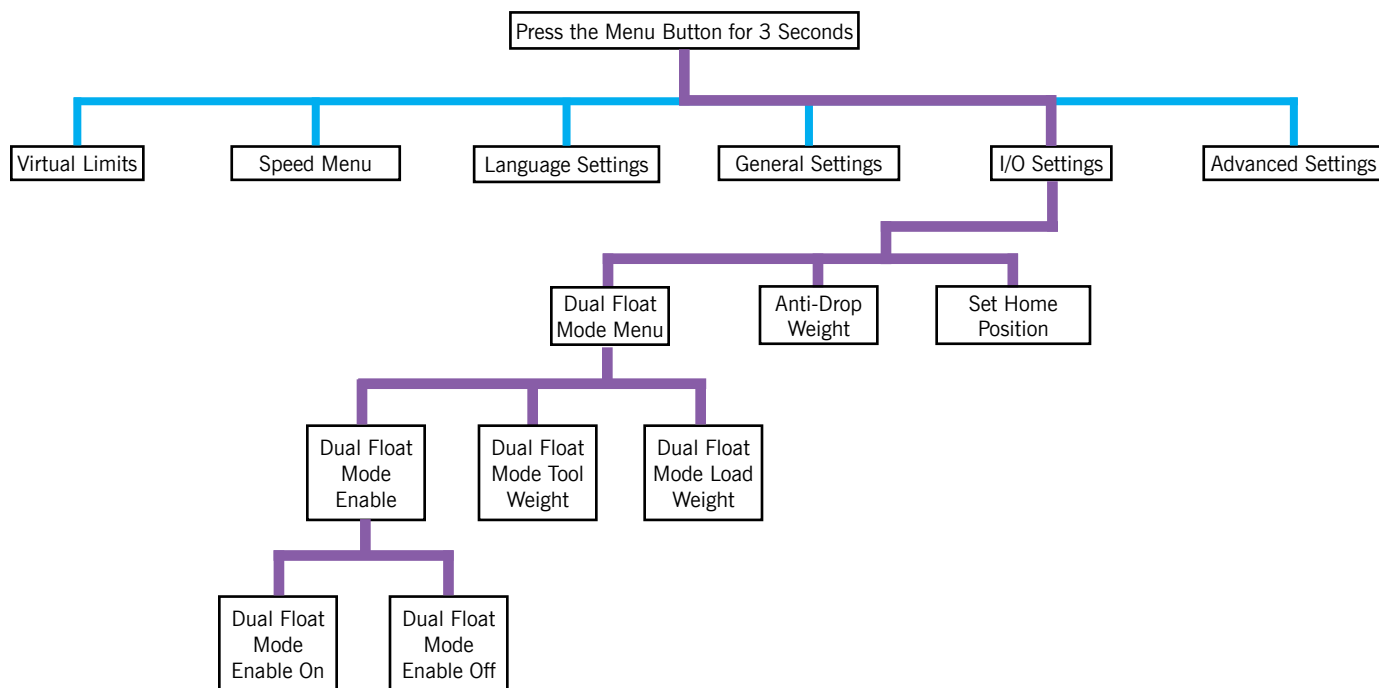 Press the Menu Button for 3 Seconds
Virtual Limits
Speed Menu
Language Settings
General Settings
I/O Settings
Advanced Settings
Dual Float
Mode Menu
Anti-Drop
Weight
Set Home
Position
Dual Float
Mode
Enable
Dual Float
Mode Tool
Weight
Dual Float
Mode Load
Weight
Dual Float
Mode
Enable On
Dual Float
Mode
Enable Off